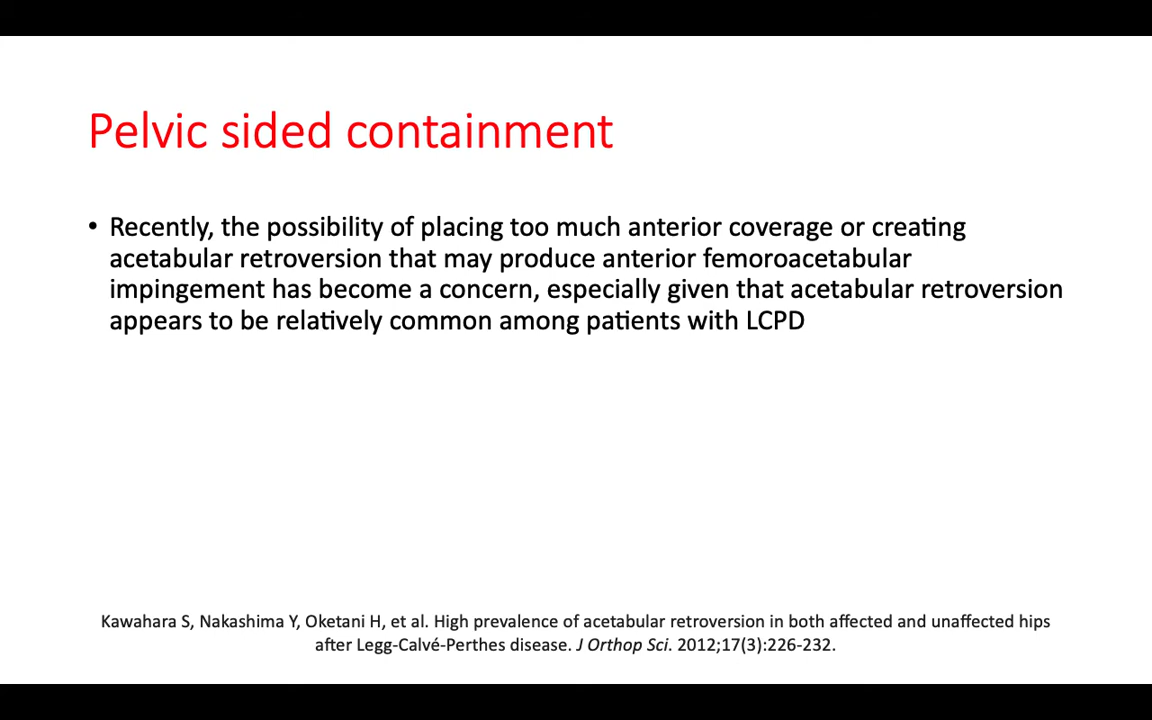 Pelvic sided containment
• Recently, the possibility of placing too much anterior coverage or creating
acetabular retroversion that may produce anterior femoroacetabular
impingement has become a concern, especially given that acetabular retroversion
appears to be relatively common among patients with LCPD
Kawahara S, Nakashima Y, Oketani H, et al. High prevalence of acetabular retroversion in both affected and unaffected hips
after Legg-Calvé-Perthes disease. J Orthop Sci. 2012;17(3):226-232.